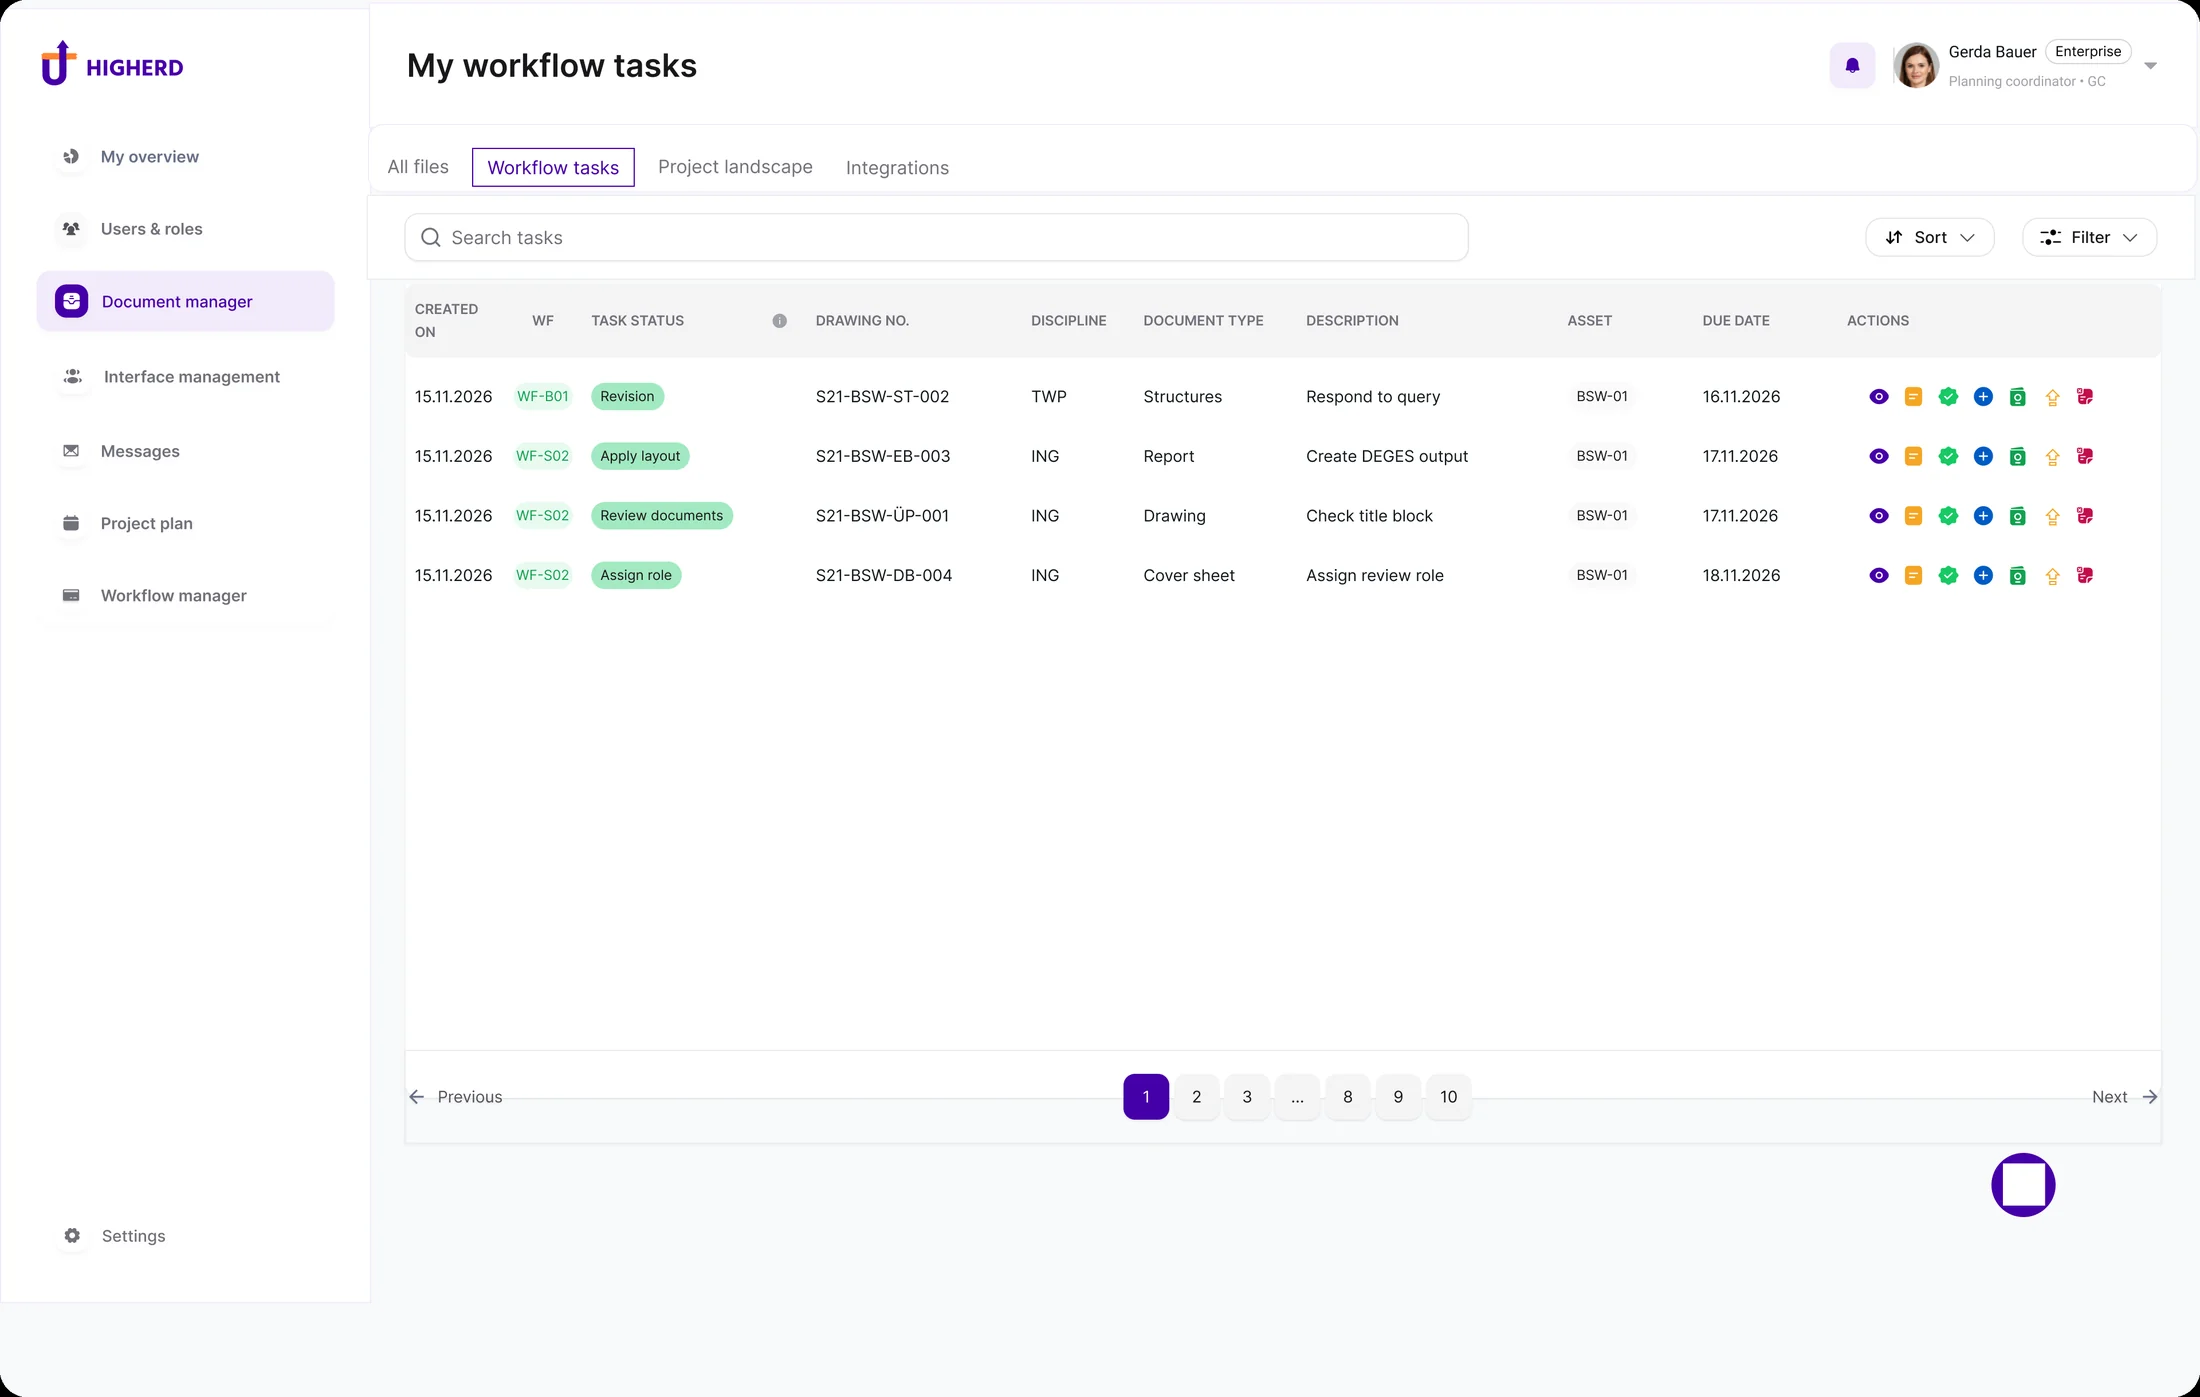 HIGHERD
My workflow tasks
Gerda Bauer Enterprise
Planning coordinator • GC
My overview
Users & roles
Document manager
Interface management
Messages
Project plan
Workflow manager
Settings
All files Workflow tasks Project landscape Integrations
Search tasks
Sort Filter
CREATED ON WF TASK STATUS DRAWING NO. DISCIPLINE DOCUMENT TYPE DESCRIPTION ASSET DUE DATE ACTIONS
15.11.2026 WF-B01 Revision S21-BSW-ST-002 TWP Structures Respond to query BSW-01 16.11.2026
15.11.2026 WF-S02 Apply layout S21-BSW-EB-003 ING Report Create DEGES output BSW-01 17.11.2026
15.11.2026 WF-S02 Review documents S21-BSW-ÜP-001 ING Drawing Check title block BSW-01 17.11.2026
15.11.2026 WF-S02 Assign role S21-BSW-DB-004 ING Cover sheet Assign review role BSW-01 18.11.2026
Previous 1 2 3 ... 8 9 10 Next